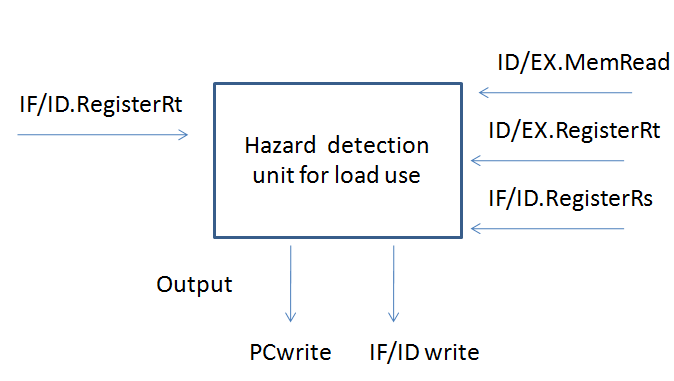 ID/EX.MemRead
IF/ID.RegisterRt
ID/EX.RegisterRt
Hazard detection
unit for load use
IF/ID.RegisterRs
Output
PCwrite
IF/ID write